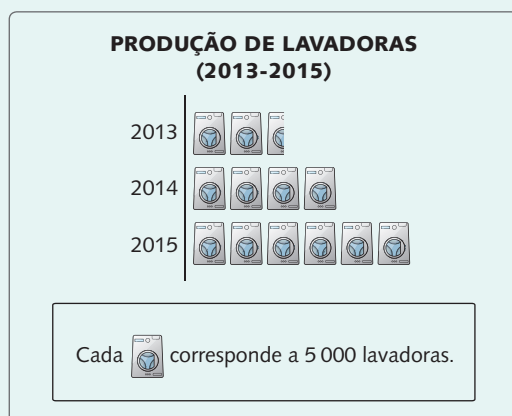 PRODUÇÃO DE LAVADORAS
(2013-2015)
2013
2014
2015
Cada corresponde a 5 000 lavadoras.